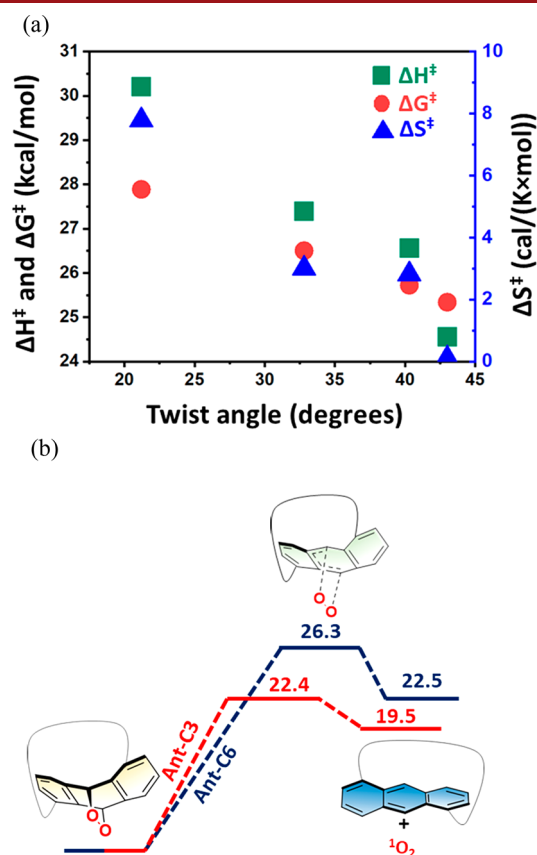 (a)
31
30
29
28
27
26
25
24
10
8
6
4
2
0
20
25
30
35
40
45
ΔH‡
ΔG‡
ΔS‡
ΔH‡ and ΔG‡ (kcal/mol)
ΔS‡ (cal/(K×mol))
Twist angle (degrees)
(b)
O
O
26.3
22.5
22.4
19.5
Ant-C3
Ant-C6
O
O
+
¹O₂